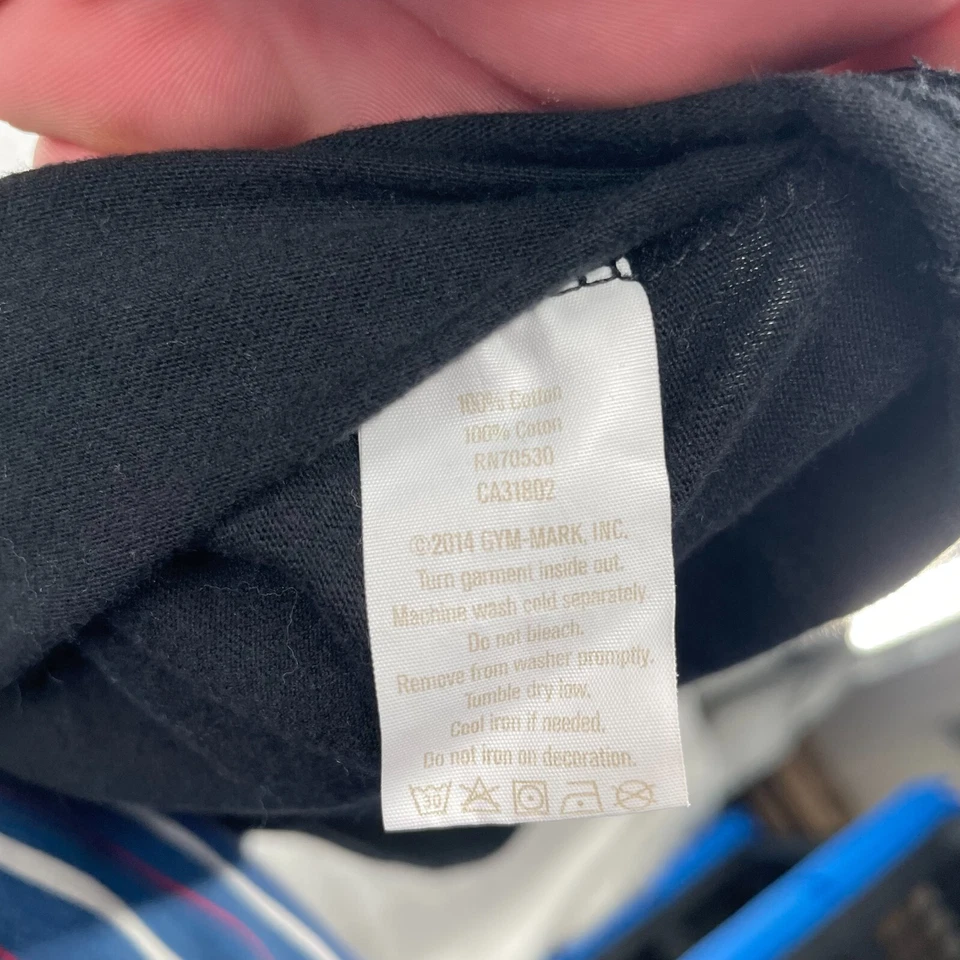 100% Cotton
100% Coton
RN70530
CA31802
©2014 GYM-MARK, INC.
Turn garment inside out.
Machine wash cold separately.
Do not bleach.
Remove from washer promptly.
Tumble dry low.
Cool iron if needed.
Do not iron on decoration.
30